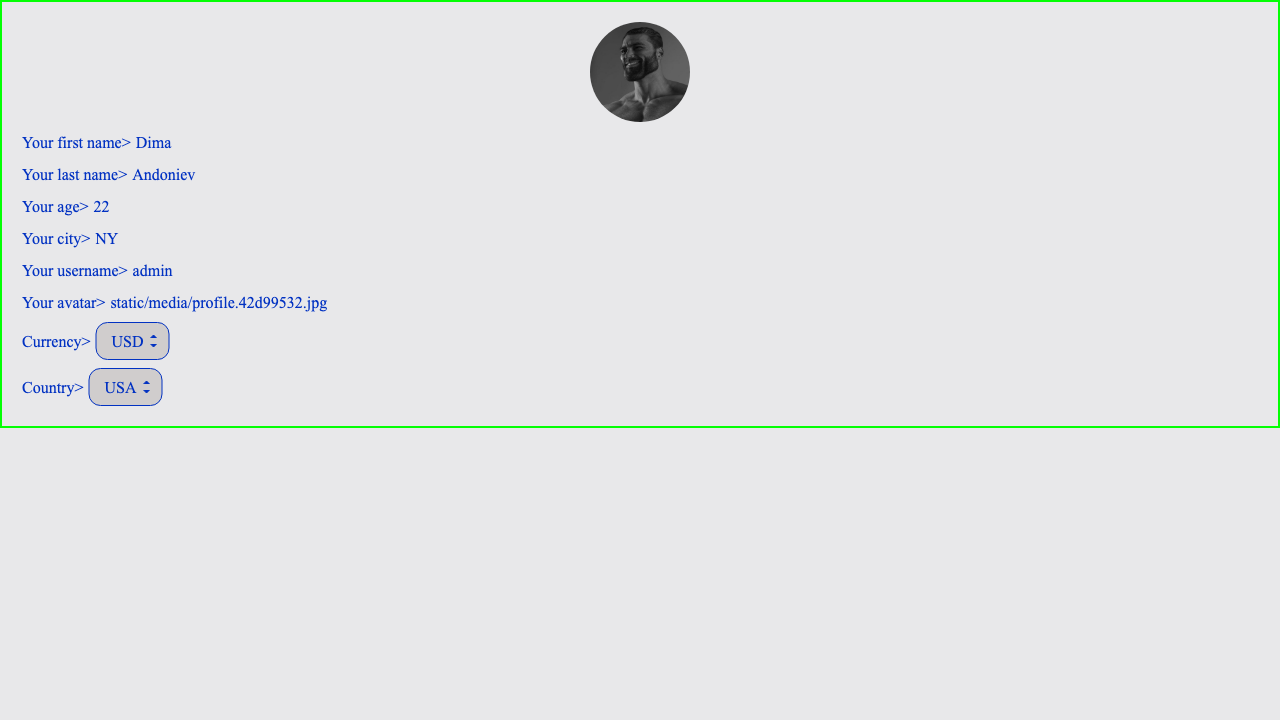 Your first name> Dima
Your last name> Andoniev
Your age> 22
Your city> NY
Your username> admin
Your avatar> static/media/profile.42d99532.jpg
Currency> USD
Country> USA